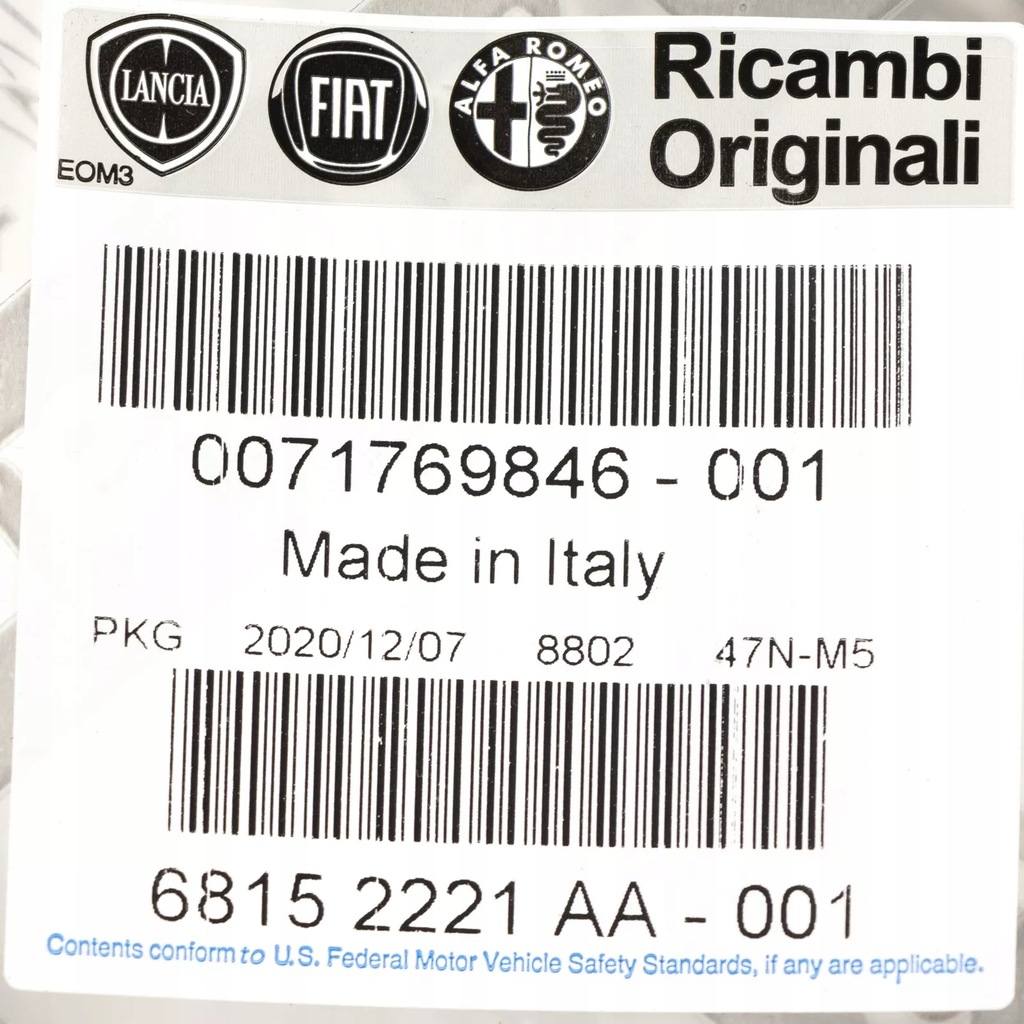 LANCIA
FIAT
ALFA ROMEO
Ricambi
Originali
EOM3
0071769846 - 001
Made in Italy
PKG 2020/12/07 8802 47N-M5
6815 2221 AA - 001
Contents conform to U.S. Federal Motor Vehicle Safety Standards, if any are applicable.